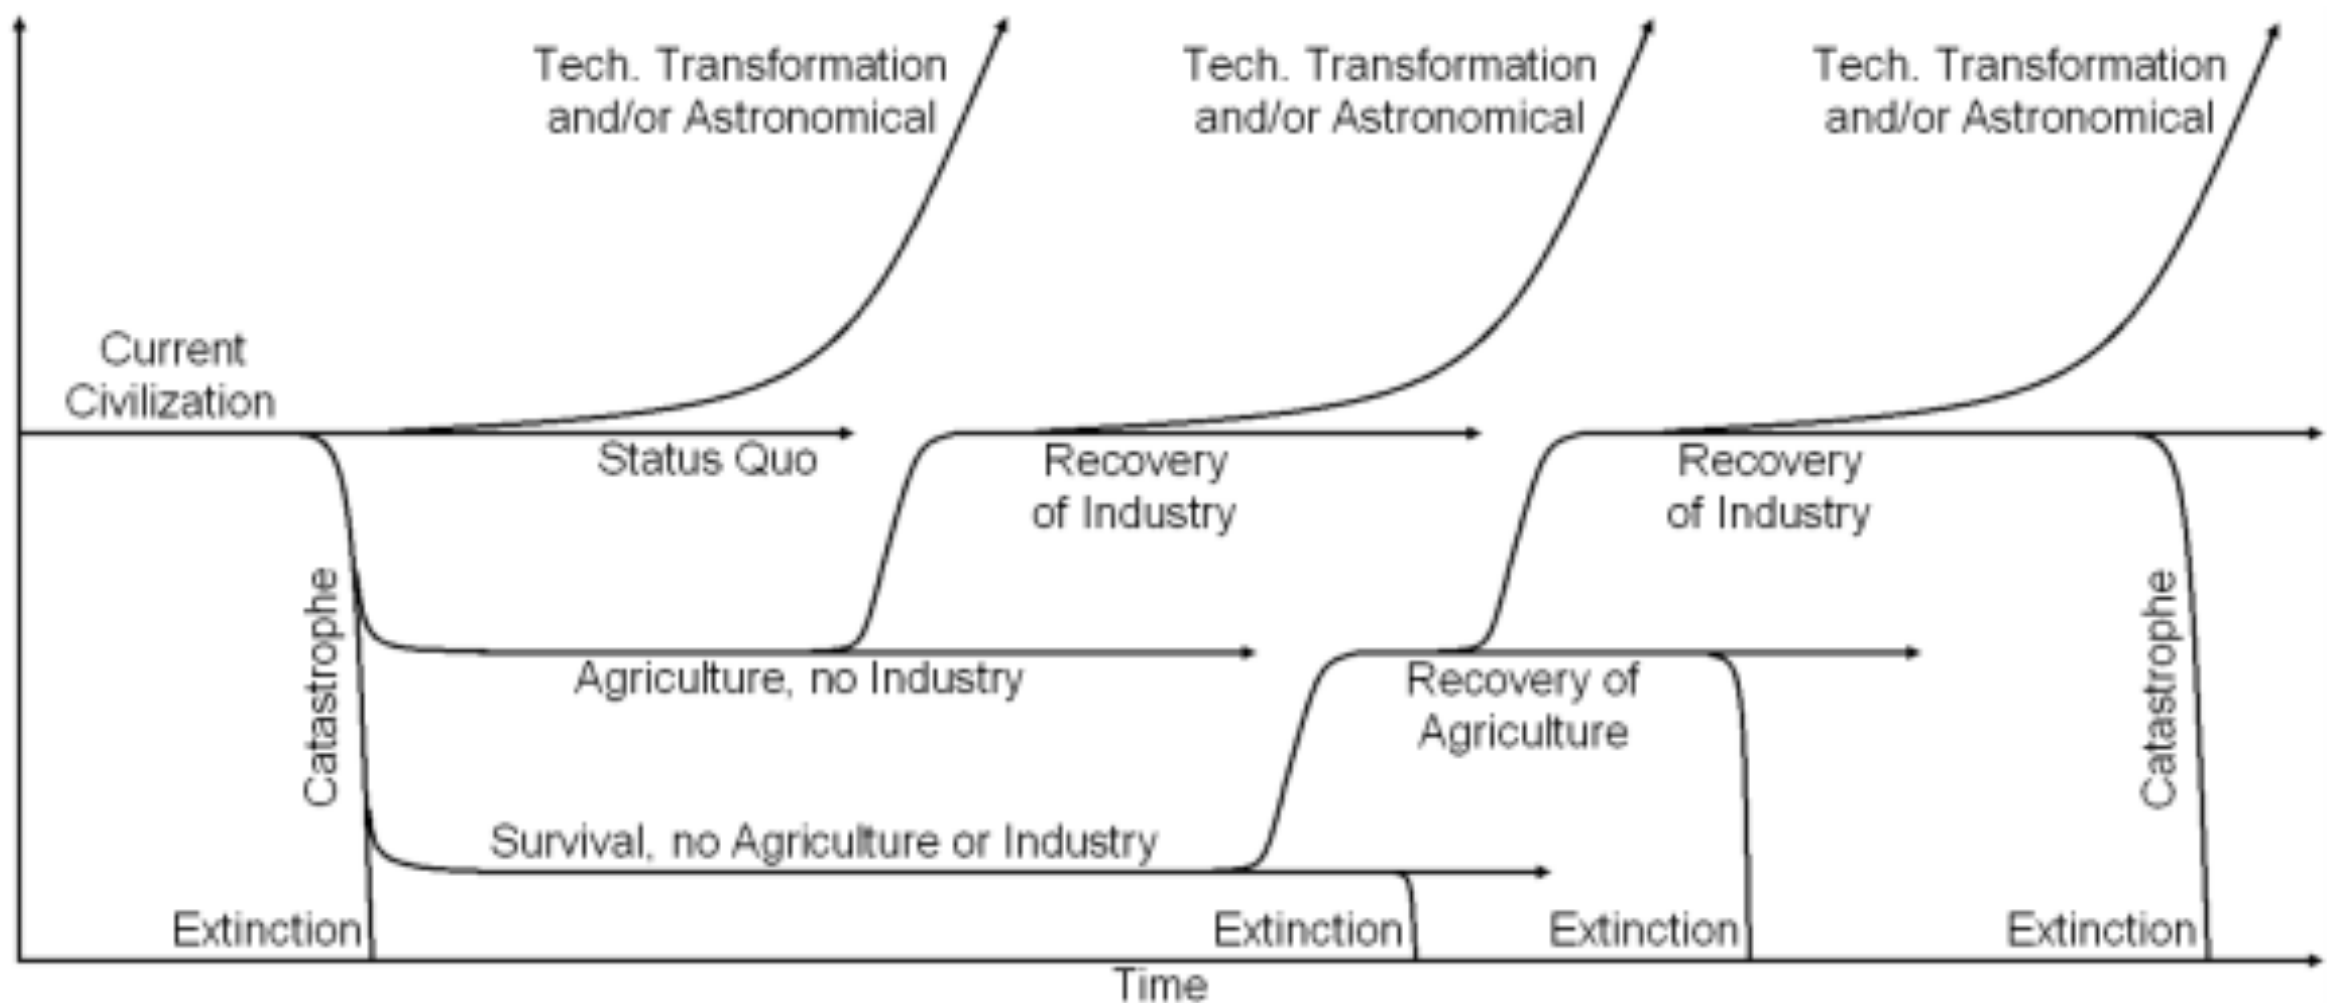 Tech. Transformation
and/or Astronomical
Tech. Transformation
and/or Astronomical
Tech. Transformation
and/or Astronomical
Current
Civilization
Status Quo
Recovery
of Industry
Recovery
of Industry
Catastrophe
Agriculture, no Industry
Recovery of
Agriculture
Catastrophe
Survival, no Agriculture or Industry
Extinction
Extinction
Extinction
Extinction
Time